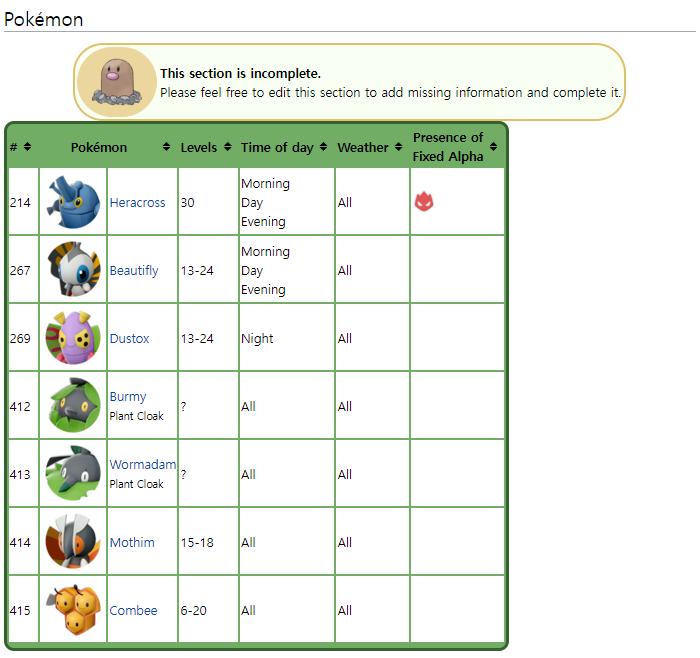 Pokémon
This section is incomplete.
Please feel free to edit this section to add missing information and complete it.
# Pokémon Levels Time of day Weather Presence of Fixed Alpha
214 Heracross 30 Morning Day Evening All
267 Beautifly 13-24 Morning Day Evening All
269 Dustox 13-24 Night All
412 Burmy Plant Cloak ? All All
413 Wormadam Plant Cloak ? All All
414 Mothim 15-18 All All
415 Combee 6-20 All All